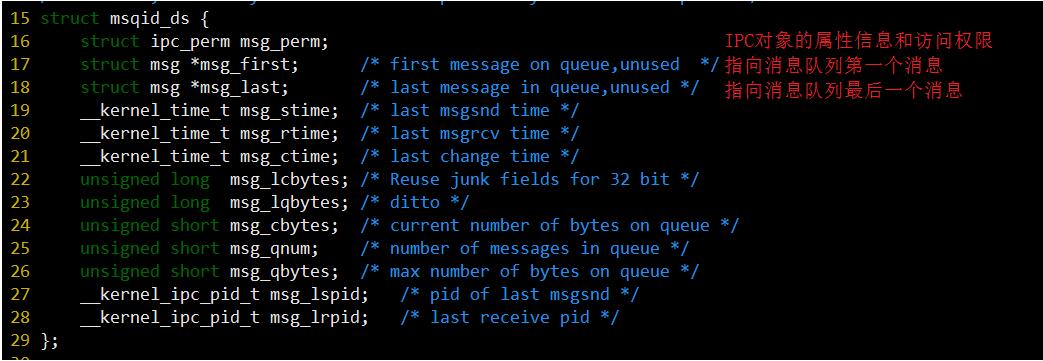 15 struct msqid_ds {
16     struct ipc_perm msg_perm; IPC对象的属性信息和访问权限
17     struct msg *msg_first;      /* first message on queue,unused  */ 指向消息队列第一个消息
18     struct msg *msg_last;       /* last message in queue,unused */ 指向消息队列最后一个消息
19     __kernel_time_t msg_stime;  /* last msgsnd time */
20     __kernel_time_t msg_rtime;  /* last msgrcv time */
21     __kernel_time_t msg_ctime;  /* last change time */
22     unsigned long  msg_lcbytes; /* Reuse junk fields for 32 bit */
23     unsigned long  msg_lqbytes; /* ditto */
24     unsigned short msg_cbytes;  /* current number of bytes on queue */
25     unsigned short msg_qnum;    /* number of messages in queue */
26     unsigned short msg_qbytes;  /* max number of bytes on queue */
27     __kernel_ipc_pid_t msg_lspid;   /* pid of last msgsnd */
28     __kernel_ipc_pid_t msg_lrpid;   /* last receive pid */
29 };